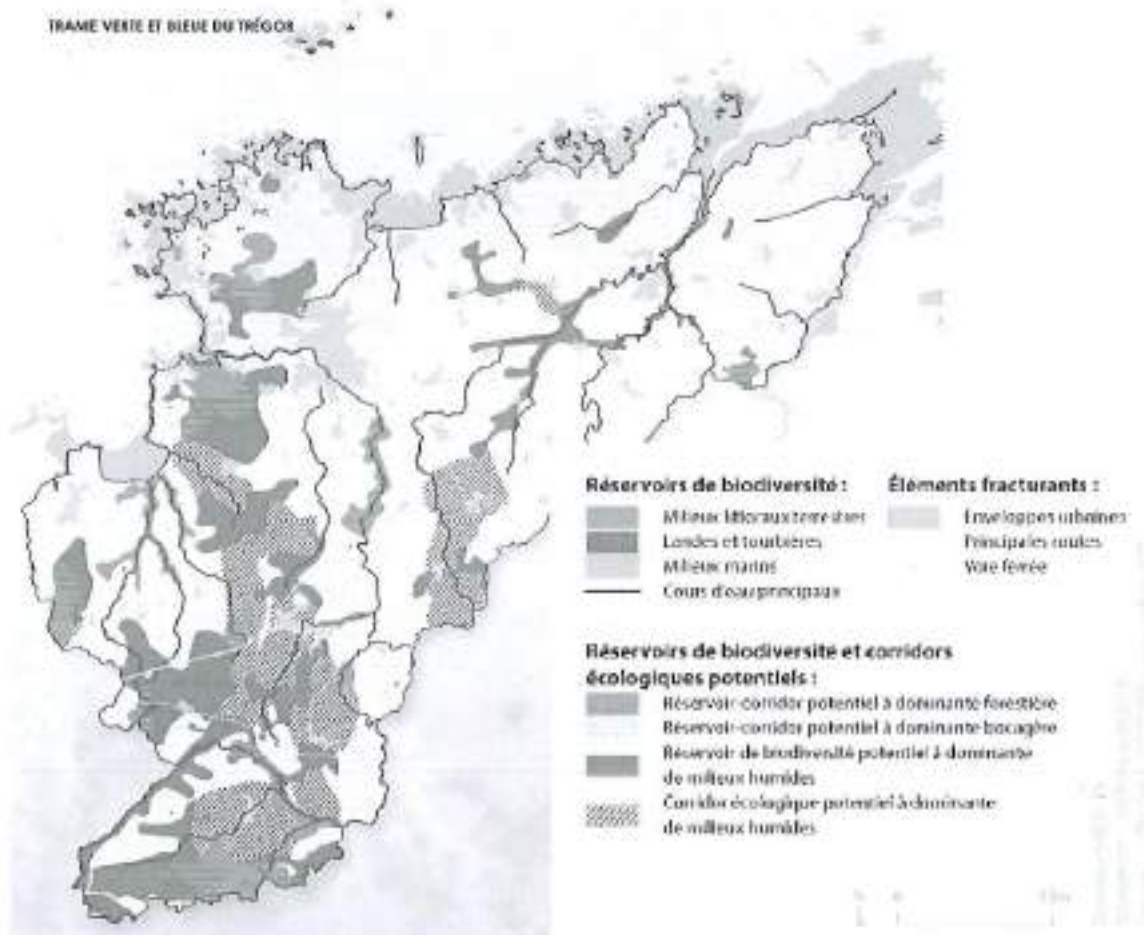 TRAME VERTE ET BLEUE DU TRÉGOR
Réservoirs de biodiversité :
Milieux littoraux terrestres
Landes et tourbières
Milieux marins
Cours d'eau principaux
Éléments fracturants :
Enveloppes urbaines
Principales routes
Voie ferrée
Réservoirs de biodiversité et corridors
écologiques potentiels :
Réservoir-corridor potentiel à dominante forestière
Réservoir-corridor potentiel à dominante bocagère
Réservoir de biodiversité potentiel à dominante
de milieux humides
Corridor écologique potentiel à dominante
de milieux humides